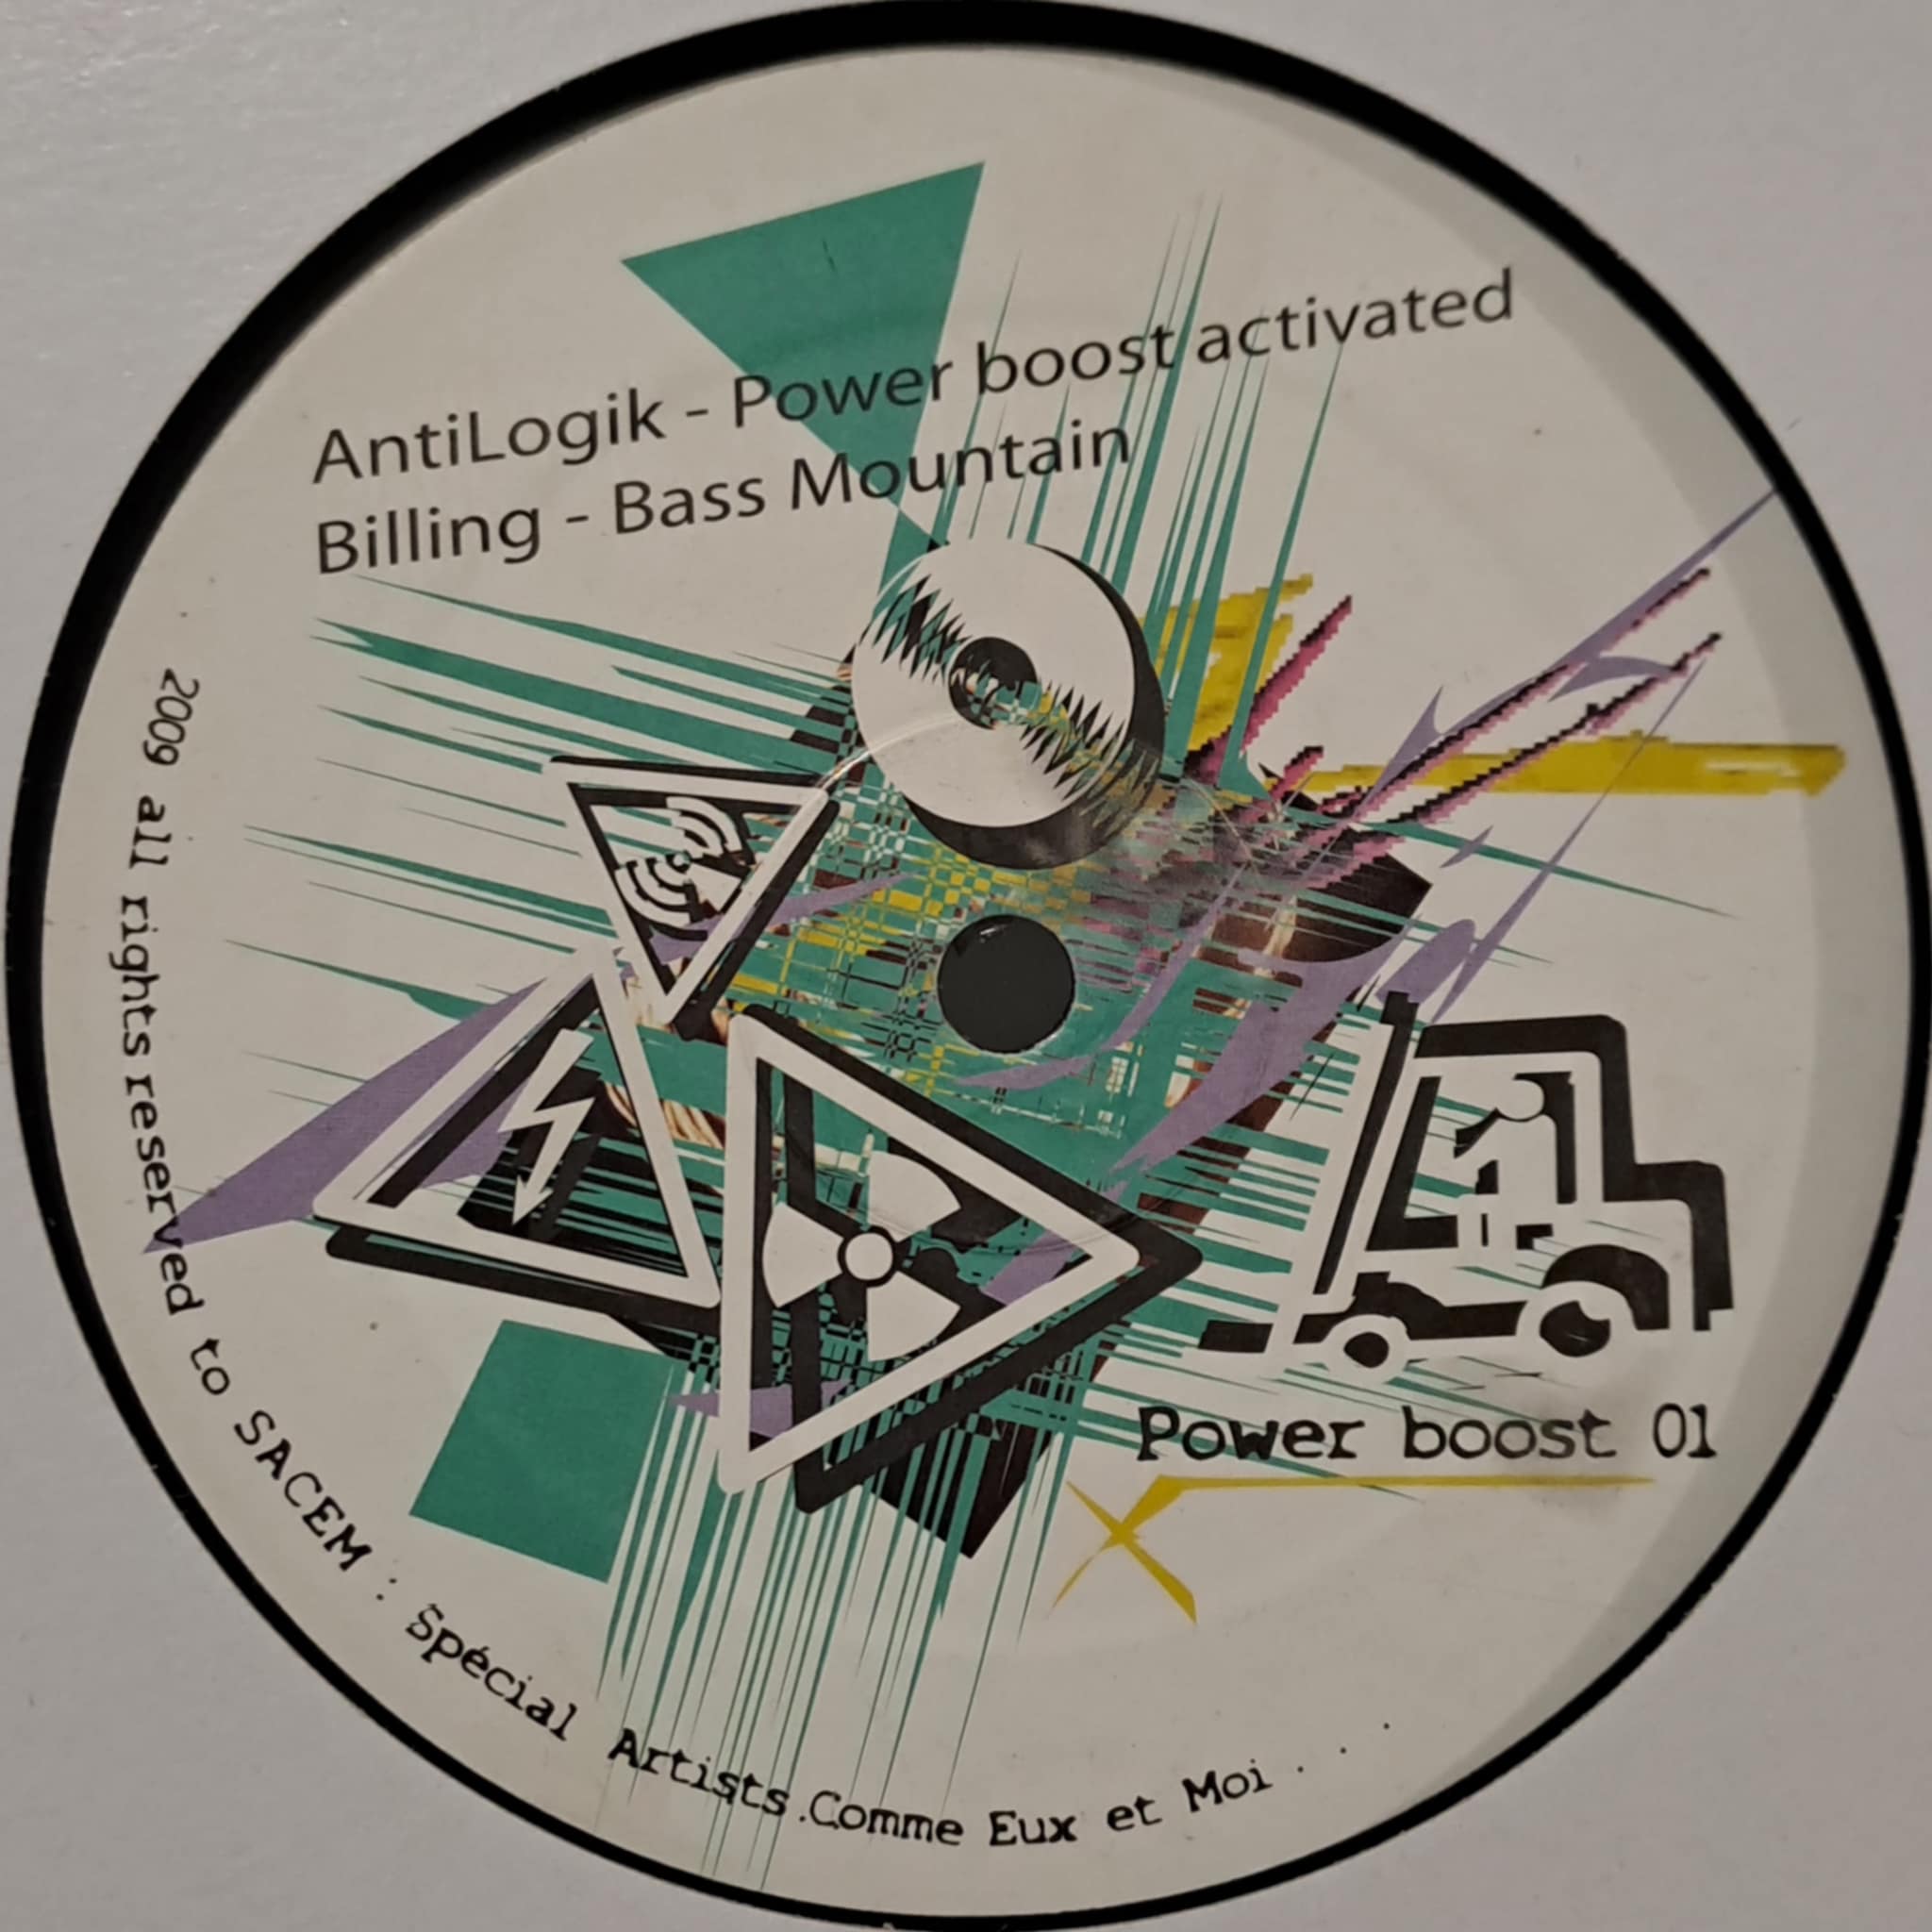 AntiLogik - Power boost activated
Billing - Bass Mountain
Power boost 01
2009 all rights reserved to SACEM : Spécial Artists.Comme Eux et Moi . . .